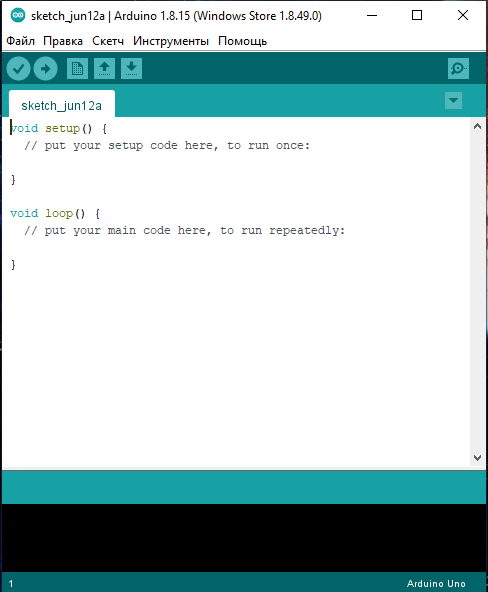 sketch_jun12a | Arduino 1.8.15 (Windows Store 1.8.49.0)
Файл Правка Скетч Инструменты Помощь
sketch_jun12a
void setup() {
  // put your setup code here, to run once:
}
void loop() {
  // put your main code here, to run repeatedly:
}
1 Arduino Uno